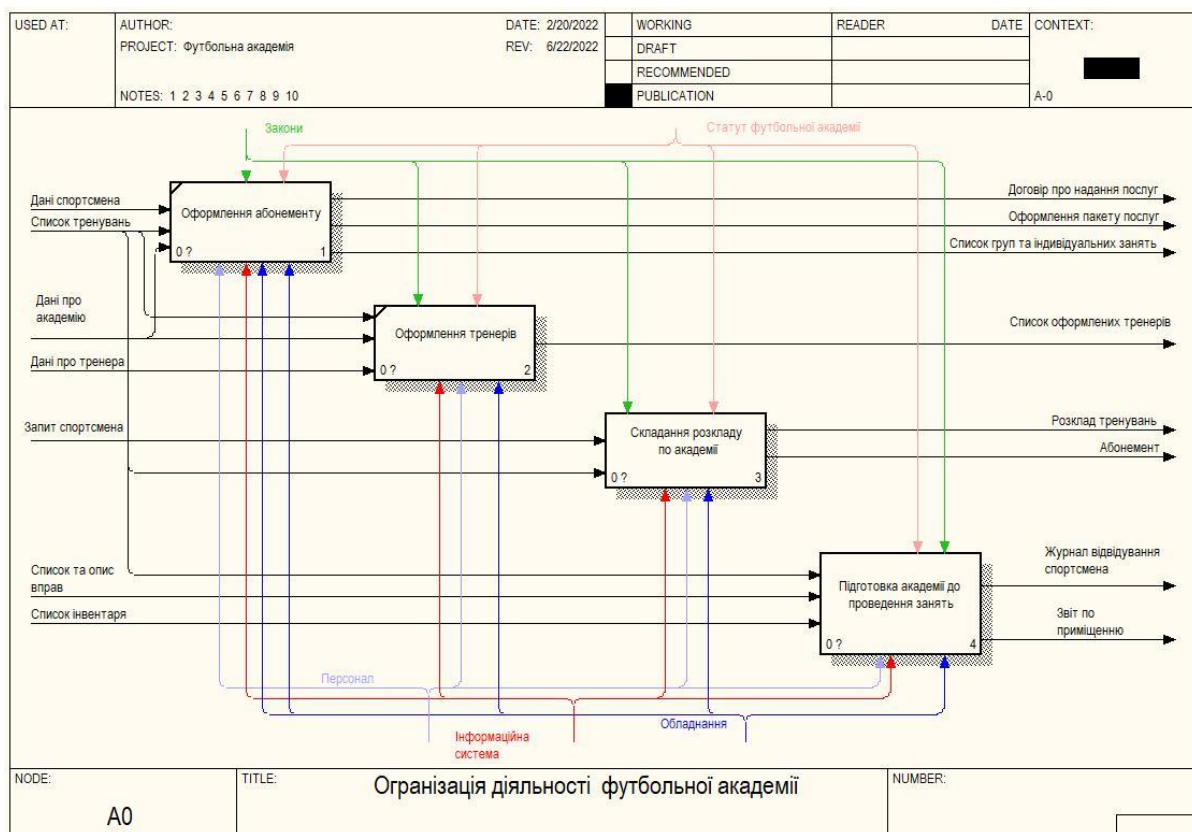 USED AT:
AUTHOR:
DATE: 2/20/2022
WORKING
READER
DATE
CONTEXT:
PROJECT: Футбольна академія
REV: 6/22/2022
DRAFT
RECOMMENDED
NOTES: 1 2 3 4 5 6 7 8 9 10
PUBLICATION
A-0
Закони
Статут футбольної академії
Дані спортсмена
Список тренувань
Оформлення абонементу
0 ?
1
Договір про надання послуг
Оформлення пакету послуг
Список груп та індивідуальних занять
Дані про
академію
Дані про тренера
Оформлення тренерів
0 ?
2
Список оформлених тренерів
Запит спортсмена
Складання розкладу
по академії
0 ?
3
Розклад тренувань
Абонемент
Список та опис
вправ
Список інвентаря
Підготовка академії до
проведення занять
0 ?
4
Журнал відвідування
спортсмена
Звіт по
приміщенню
Персонал
Інформаційна
система
Обладнання
NODE:
A0
TITLE:
Огранізація діяльності футбольної академії
NUMBER: